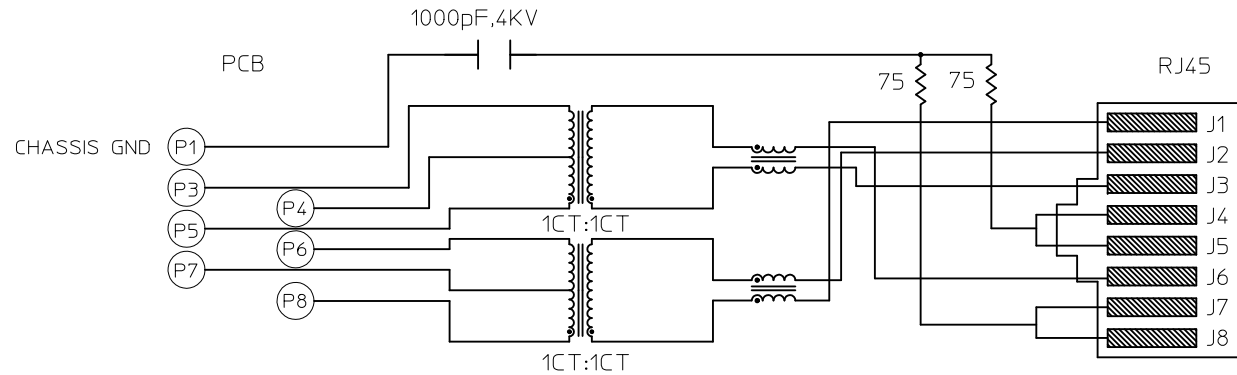 1000pF,4KV
PCB
75
75
RJ45
CHASSIS GND
P1
P3
P4
P5
P6
P7
P8
1CT:1CT
1CT:1CT
J1
J2
J3
J4
J5
J6
J7
J8